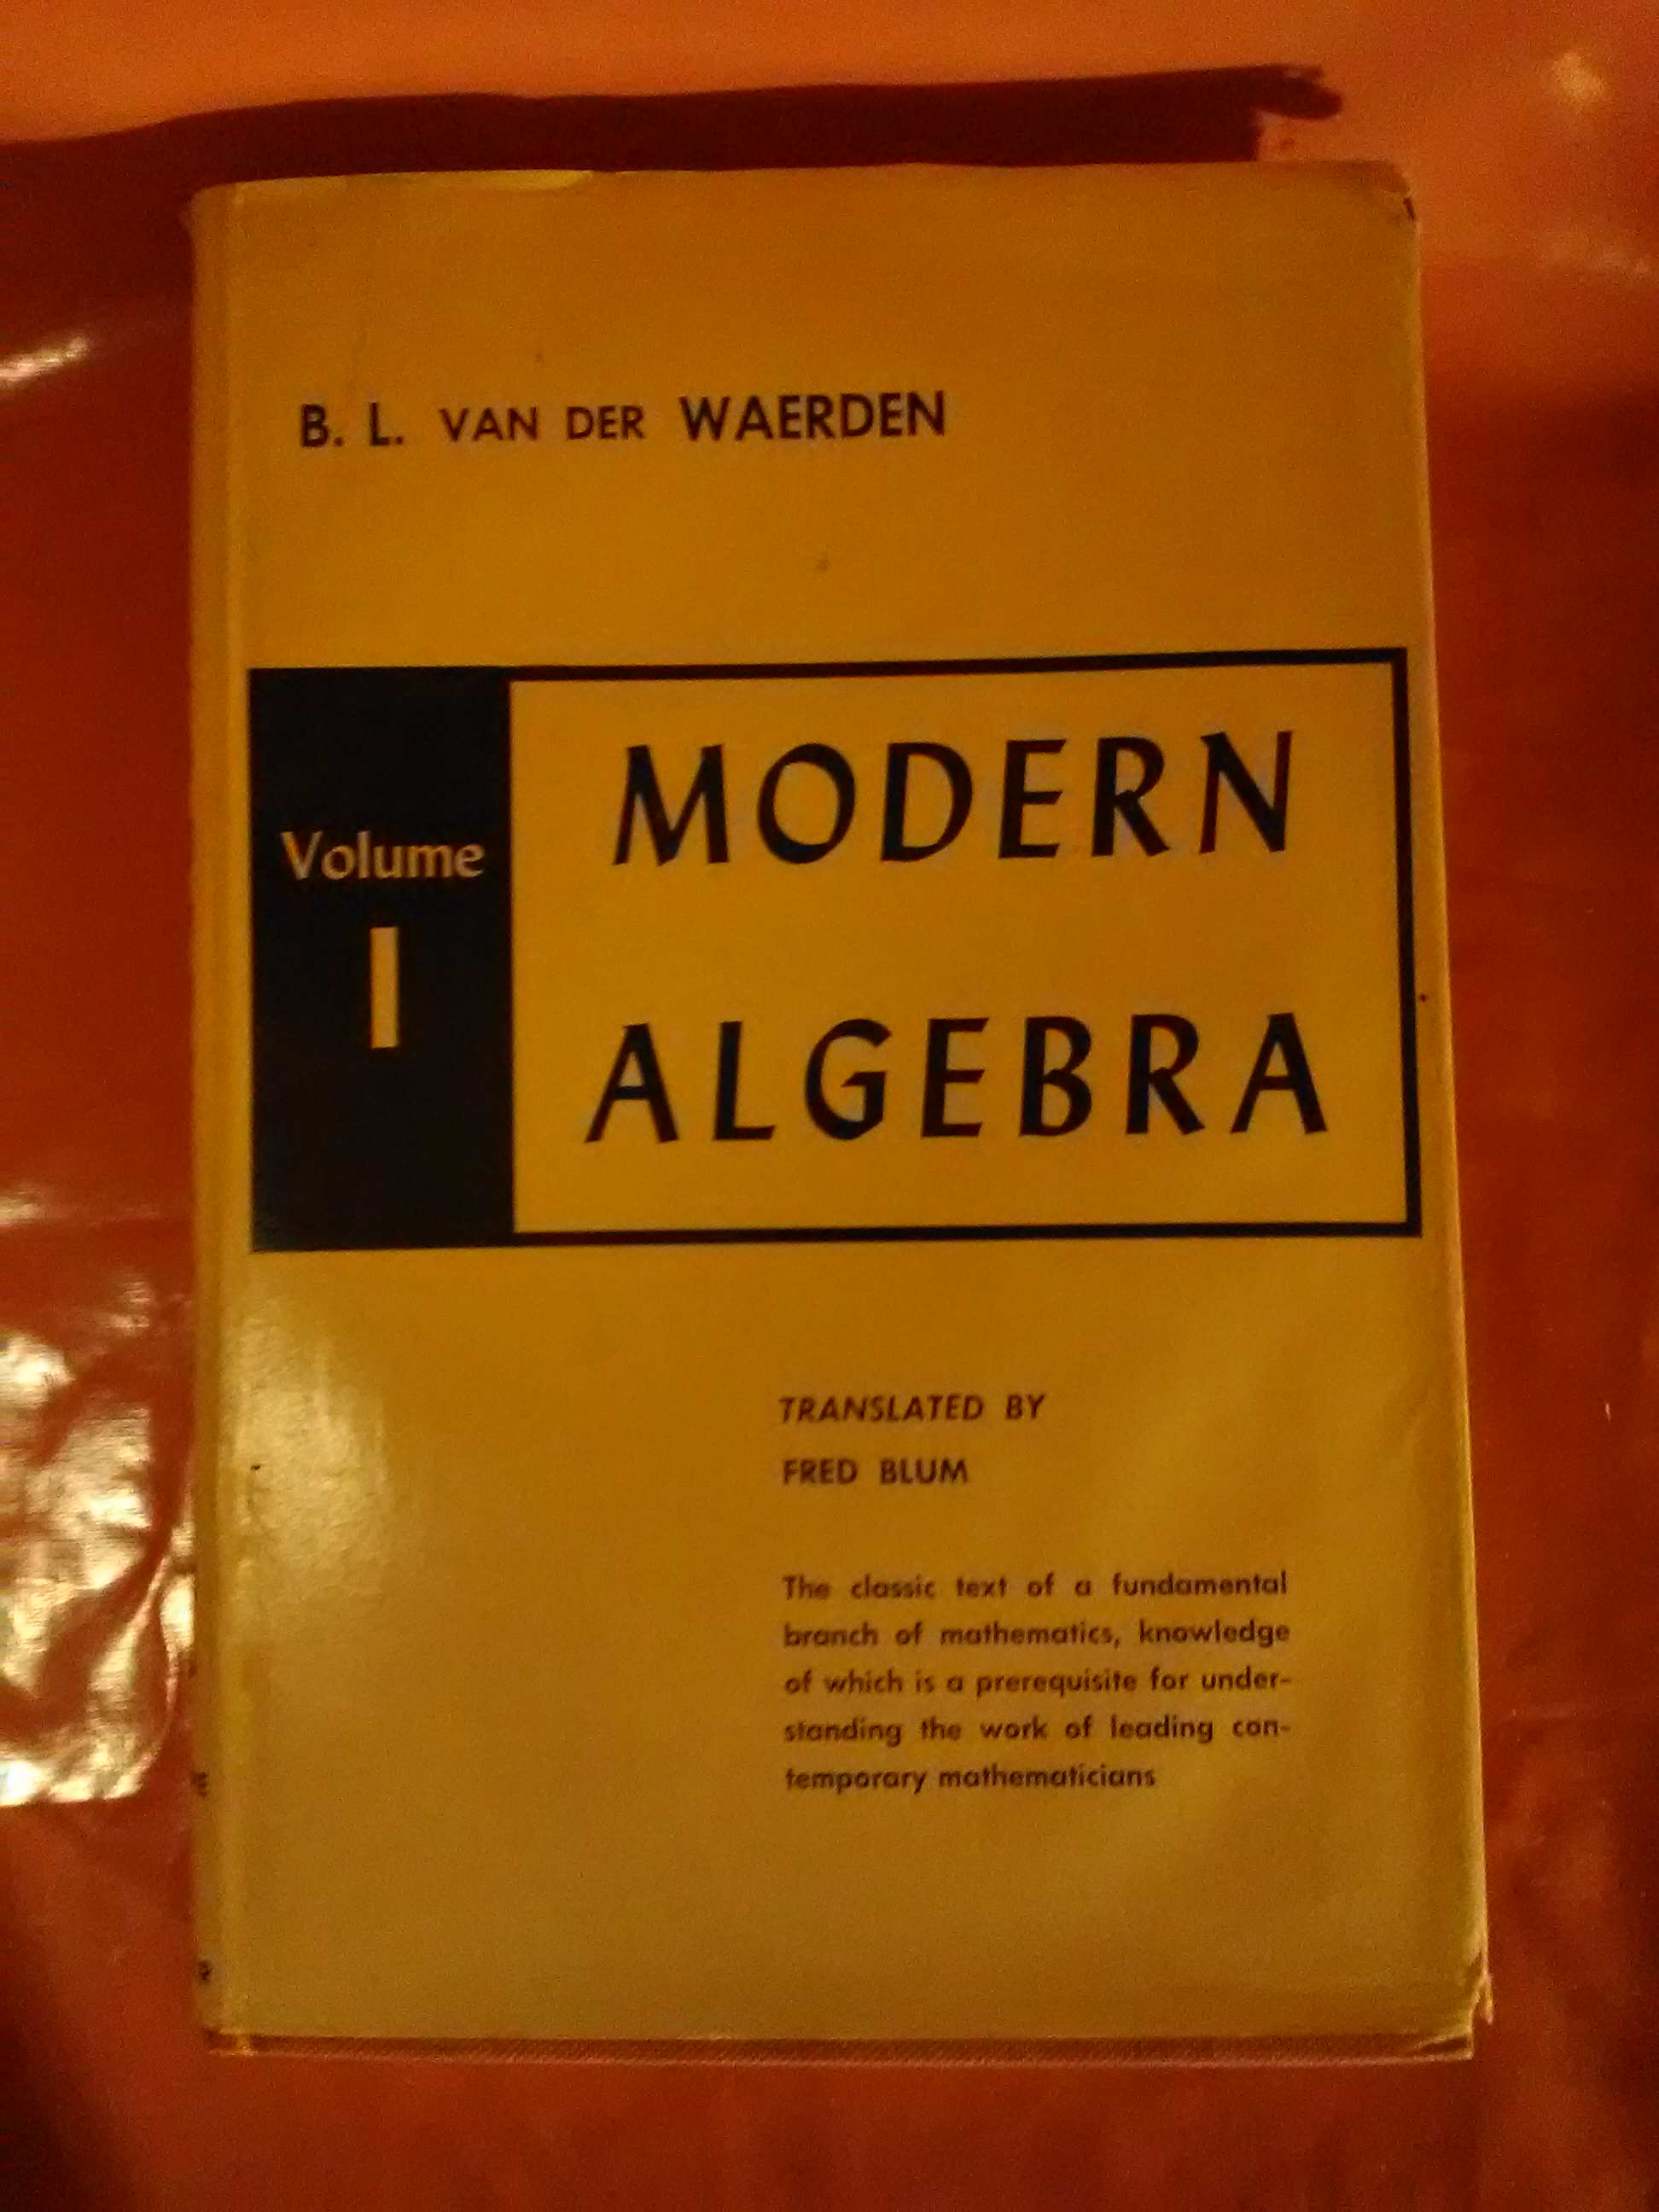 B. L. VAN DER WAERDEN
Volume
I
MODERN
ALGEBRA
TRANSLATED BY
FRED BLUM
The classic text of a fundamental
branch of mathematics, knowledge
of which is a prerequisite for under-
standing the work of leading con-
temporary mathematicians